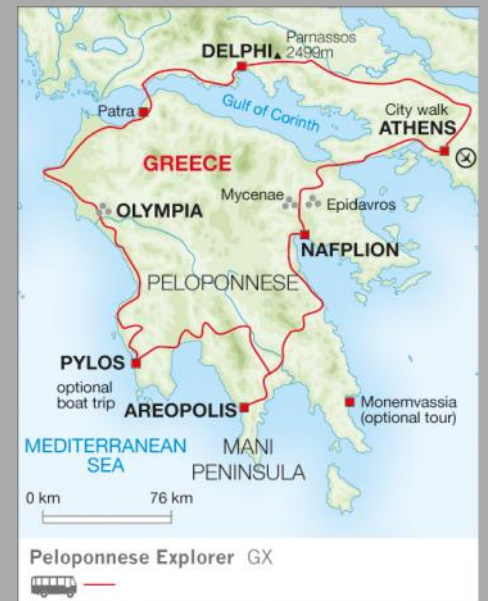 DELPHI
Parnassos
2499m
Patra
Gulf of Corinth
City walk
ATHENS
GREECE
Mycenae
Epidavros
OLYMPIA
NAFPLION
PELOPONNESE
PYLOS
optional
boat trip
AREOPOLIS
Monemvassia
(optional tour)
MEDITERRANEAN
SEA
MANI
PENINSULA
0 km
76 km
Peloponnese Explorer GX